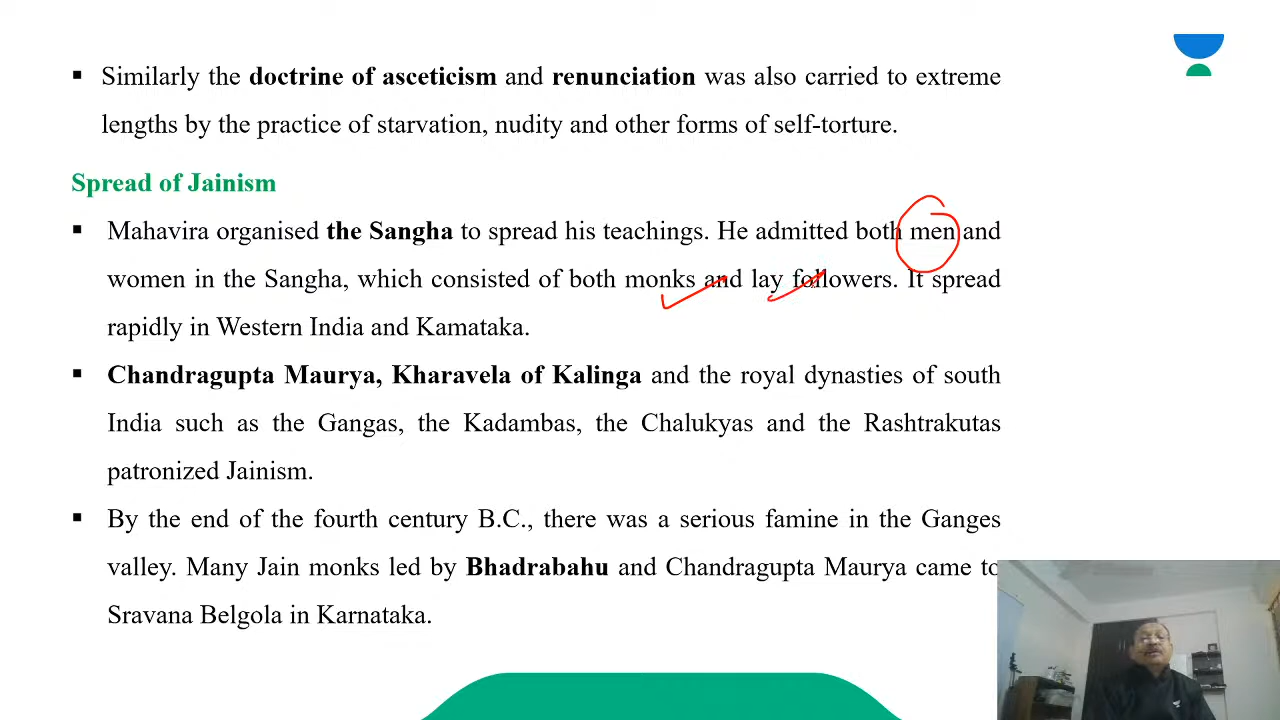 ▪ Similarly the doctrine of asceticism and renunciation was also carried to extreme
lengths by the practice of starvation, nudity and other forms of self-torture.
Spread of Jainism
▪ Mahavira organised the Sangha to spread his teachings. He admitted both men and
women in the Sangha, which consisted of both monks and lay followers. It spread
rapidly in Western India and Kamataka.
▪ Chandragupta Maurya, Kharavela of Kalinga and the royal dynasties of south
India such as the Gangas, the Kadambas, the Chalukyas and the Rashtrakutas
patronized Jainism.
▪ By the end of the fourth century B.C., there was a serious famine in the Ganges
valley. Many Jain monks led by Bhadrabahu and Chandragupta Maurya came to
Sravana Belgola in Karnataka.